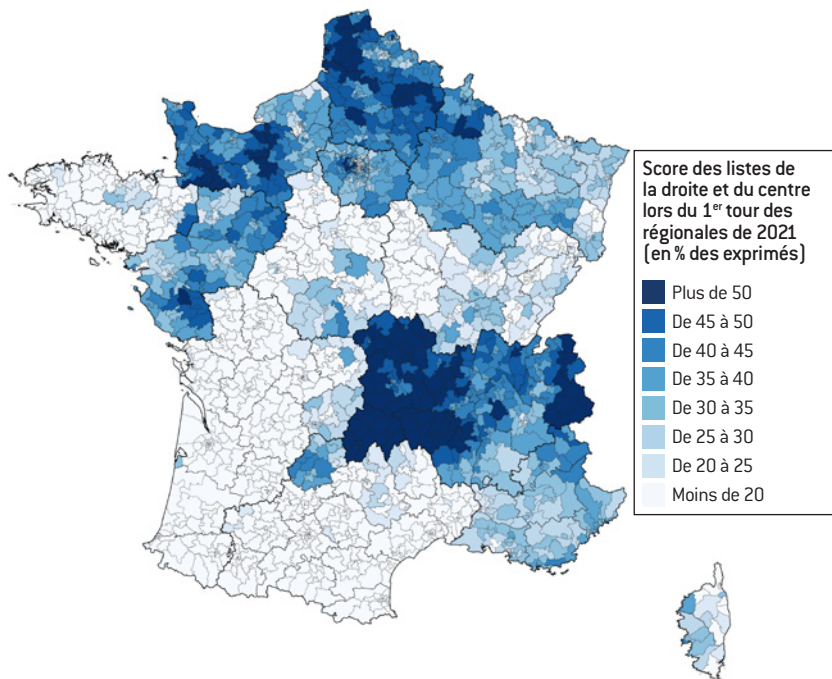 Score des listes de
la droite et du centre
lors du 1er tour des
régionales de 2021
(en % des exprimés)
Plus de 50
De 45 à 50
De 40 à 45
De 35 à 40
De 30 à 35
De 25 à 30
De 20 à 25
Moins de 20